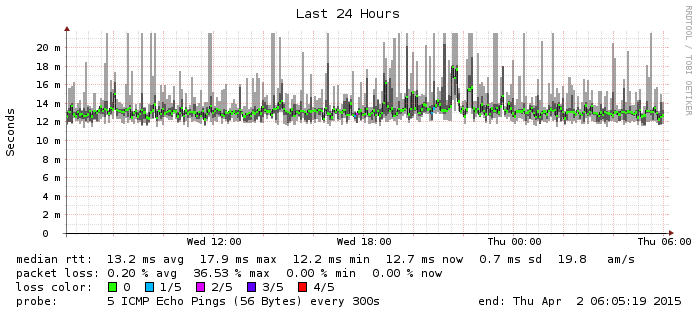 Last 24 Hours
RRDTOOL / TOBI OETIKER
Seconds
20 m
18 m
16 m
14 m
12 m
10 m
8 m
6 m
4 m
2 m
0
Wed 12:00 Wed 18:00 Thu 00:00 Thu 06:00
median rtt: 13.2 ms avg 17.9 ms max 12.2 ms min 12.7 ms now 0.7 ms sd 19.8 am/s
packet loss: 0.20 % avg 36.53 % max 0.00 % min 0.00 % now
loss color: 0 1/5 2/5 3/5 4/5
probe: 5 ICMP Echo Pings (56 Bytes) every 300s end: Thu Apr 2 06:05:19 2015